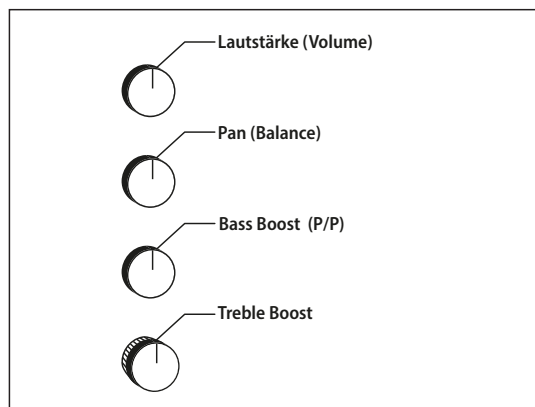 Lautstärke (Volume)
Pan (Balance)
Bass Boost (P/P)
Treble Boost